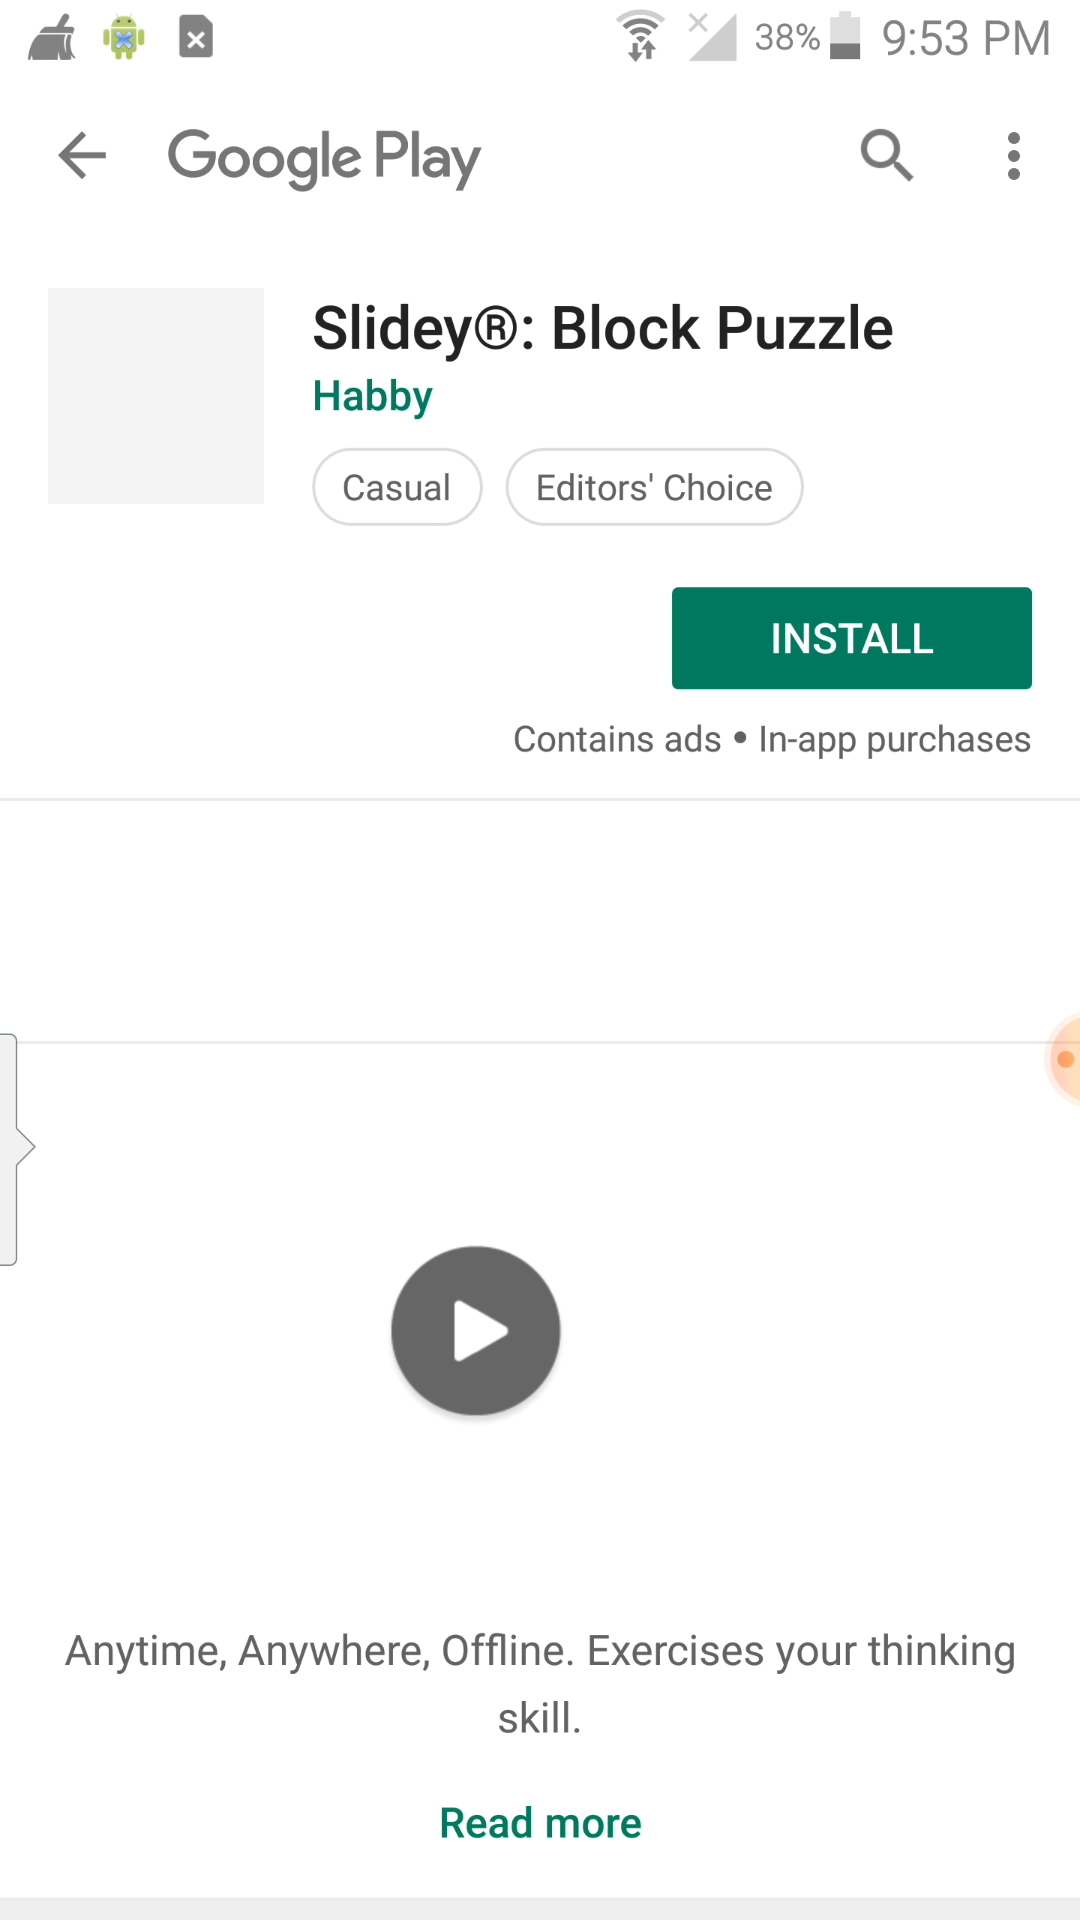 38% 9:53 PM
Google Play
Slidey®: Block Puzzle
Habby
Casual Editors' Choice
INSTALL
Contains ads • In-app purchases
Anytime, Anywhere, Offline. Exercises your thinking
skill.
Read more